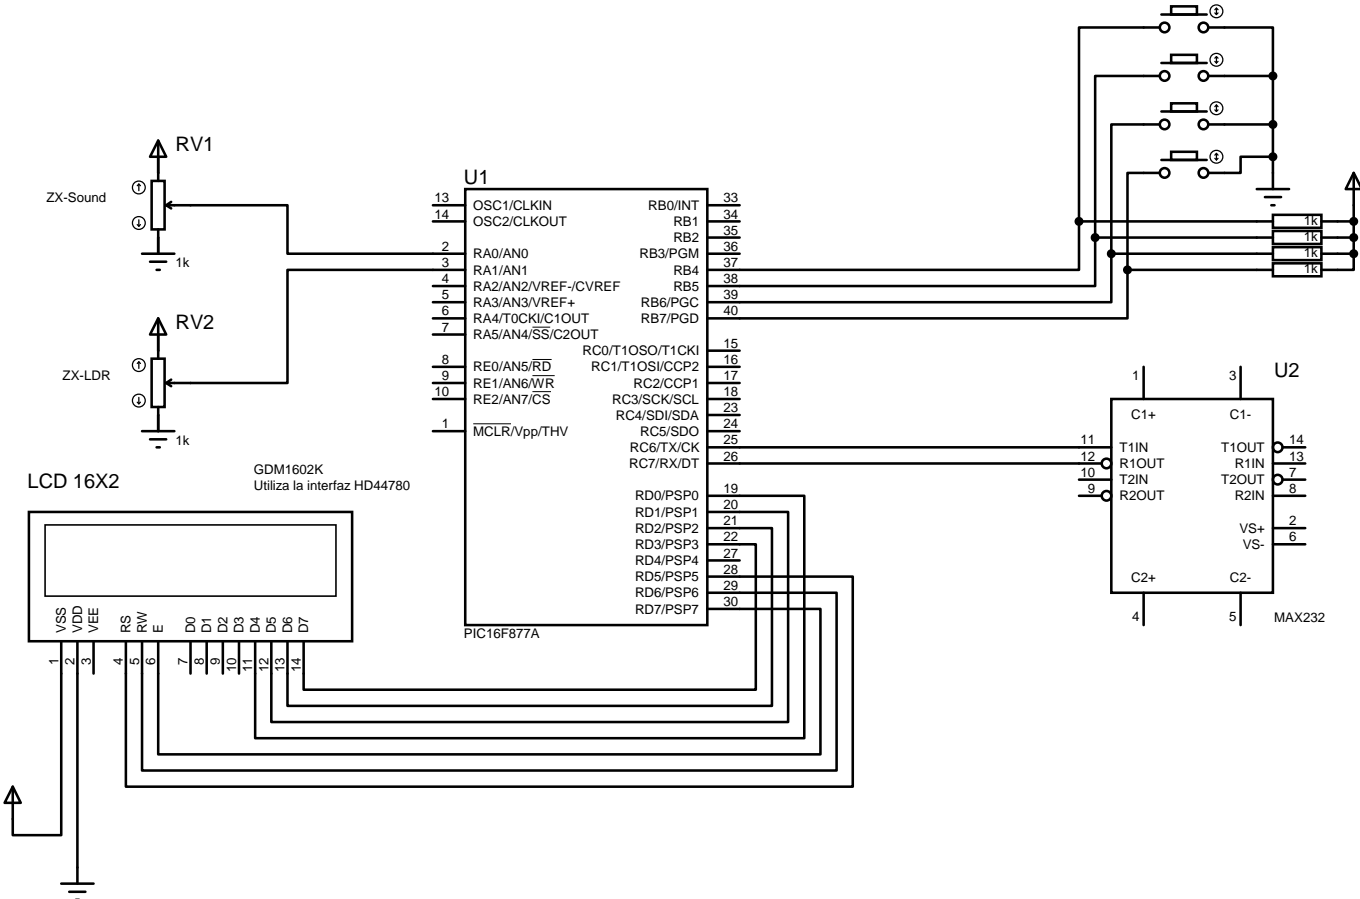 RV1
ZX-Sound
1k
RV2
ZX-LDR
1k
LCD 16X2
GDM1602K
Utiliza la interfaz HD44780
VSS
VDD
VEE
RS
RW
E
D0
D1
D2
D3
D4
D5
D6
D7
1
2
3
4
5
6
7
8
9
10
11
12
13
14
U1
13 OSC1/CLKIN
14 OSC2/CLKOUT
2 RA0/AN0
3 RA1/AN1
4 RA2/AN2/VREF-/CVREF
5 RA3/AN3/VREF+
6 RA4/T0CKI/C1OUT
7 RA5/AN4/SS/C2OUT
8 RE0/AN5/RD
9 RE1/AN6/WR
10 RE2/AN7/CS
1 MCLR/Vpp/THV
RB0/INT 33
RB1 34
RB2 35
RB3/PGM 36
RB4 37
RB5 38
RB6/PGC 39
RB7/PGD 40
RC0/T1OSO/T1CKI 15
RC1/T1OSI/CCP2 16
RC2/CCP1 17
RC3/SCK/SCL 18
RC4/SDI/SDA 23
RC5/SDO 24
RC6/TX/CK 25
RC7/RX/DT 26
RD0/PSP0 19
RD1/PSP1 20
RD2/PSP2 21
RD3/PSP3 22
RD4/PSP4 27
RD5/PSP5 28
RD6/PSP6 29
RD7/PSP7 30
PIC16F877A
1k
1k
1k
1k
U2
1
3
C1+
C1-
11 T1IN
12 R1OUT
10 T2IN
9 R2OUT
T1OUT 14
R1IN 13
T2OUT 7
R2IN 8
VS+ 2
VS- 6
C2+
C2-
4
5
MAX232